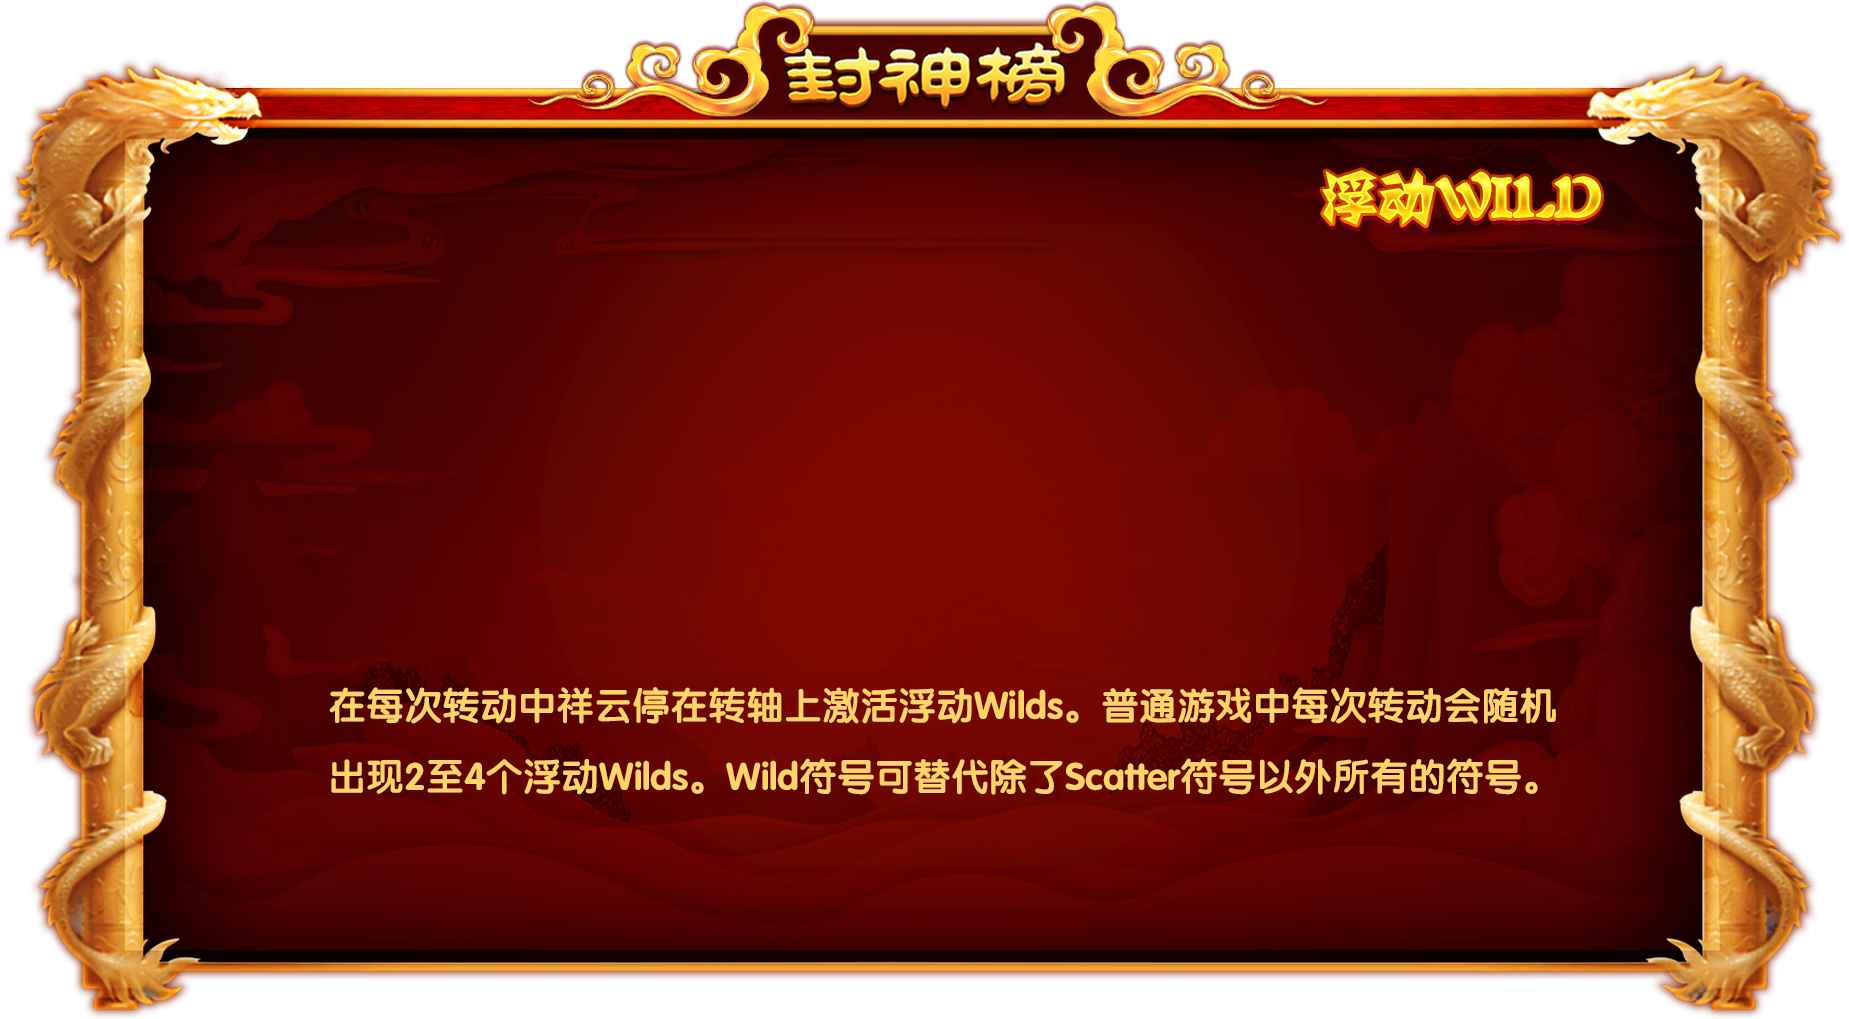 封神榜
浮动WILD
在每次转动中祥云停在转轴上激活浮动Wilds。普通游戏中每次转动会随机
出现2至4个浮动Wilds。Wild符号可替代除了Scatter符号以外所有的符号。